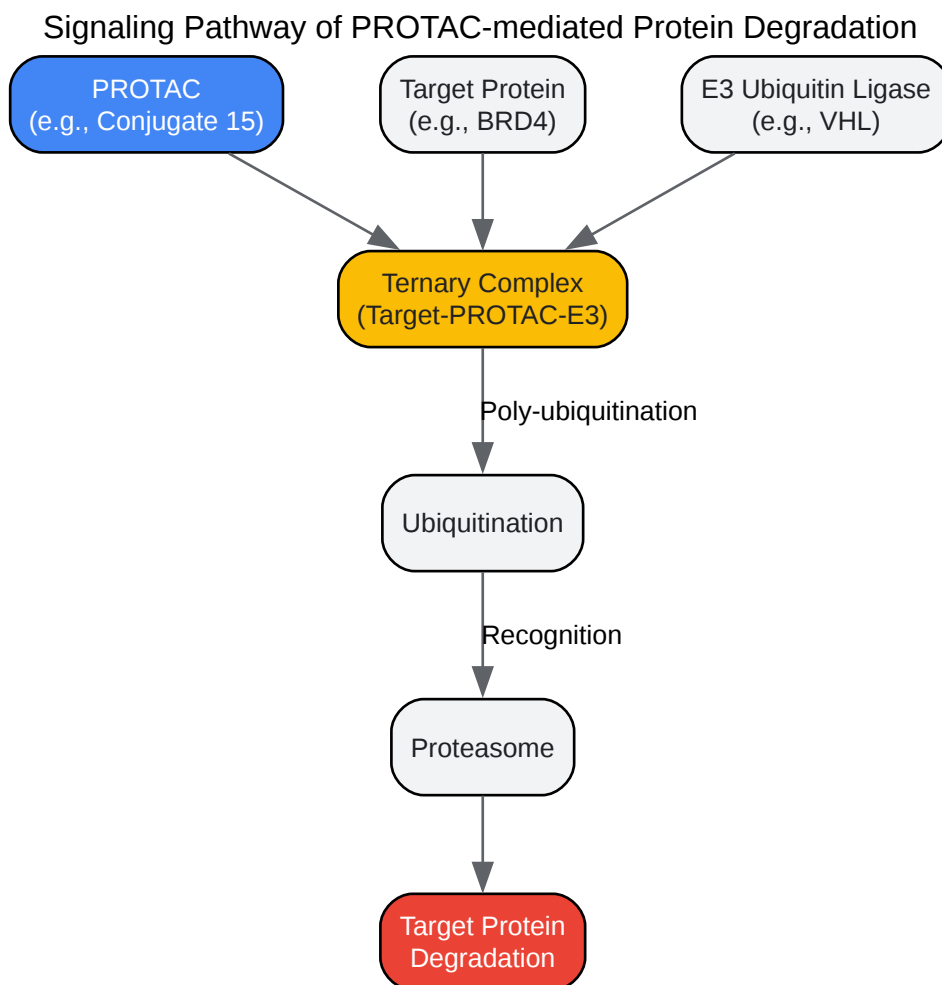 Signaling Pathway of PROTAC-mediated Protein Degradation
PROTAC
(e.g., Conjugate 15)
Target Protein
(e.g., BRD4)
E3 Ubiquitin Ligase
(e.g., VHL)
Ternary Complex
(Target-PROTAC-E3)
Poly-ubiquitination
Ubiquitination
Recognition
Proteasome
Target Protein
Degradation